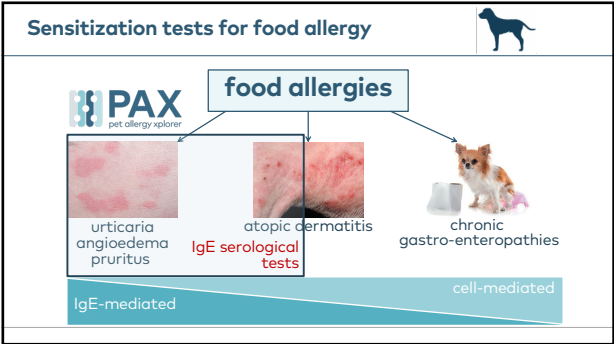 Sensitization tests for food allergy
food allergies
PAX
pet allergy xplorer
urticaria
angioedema
pruritus
IgE serological
tests
atopic dermatitis
chronic
gastro-enteropathies
cell-mediated
IgE-mediated